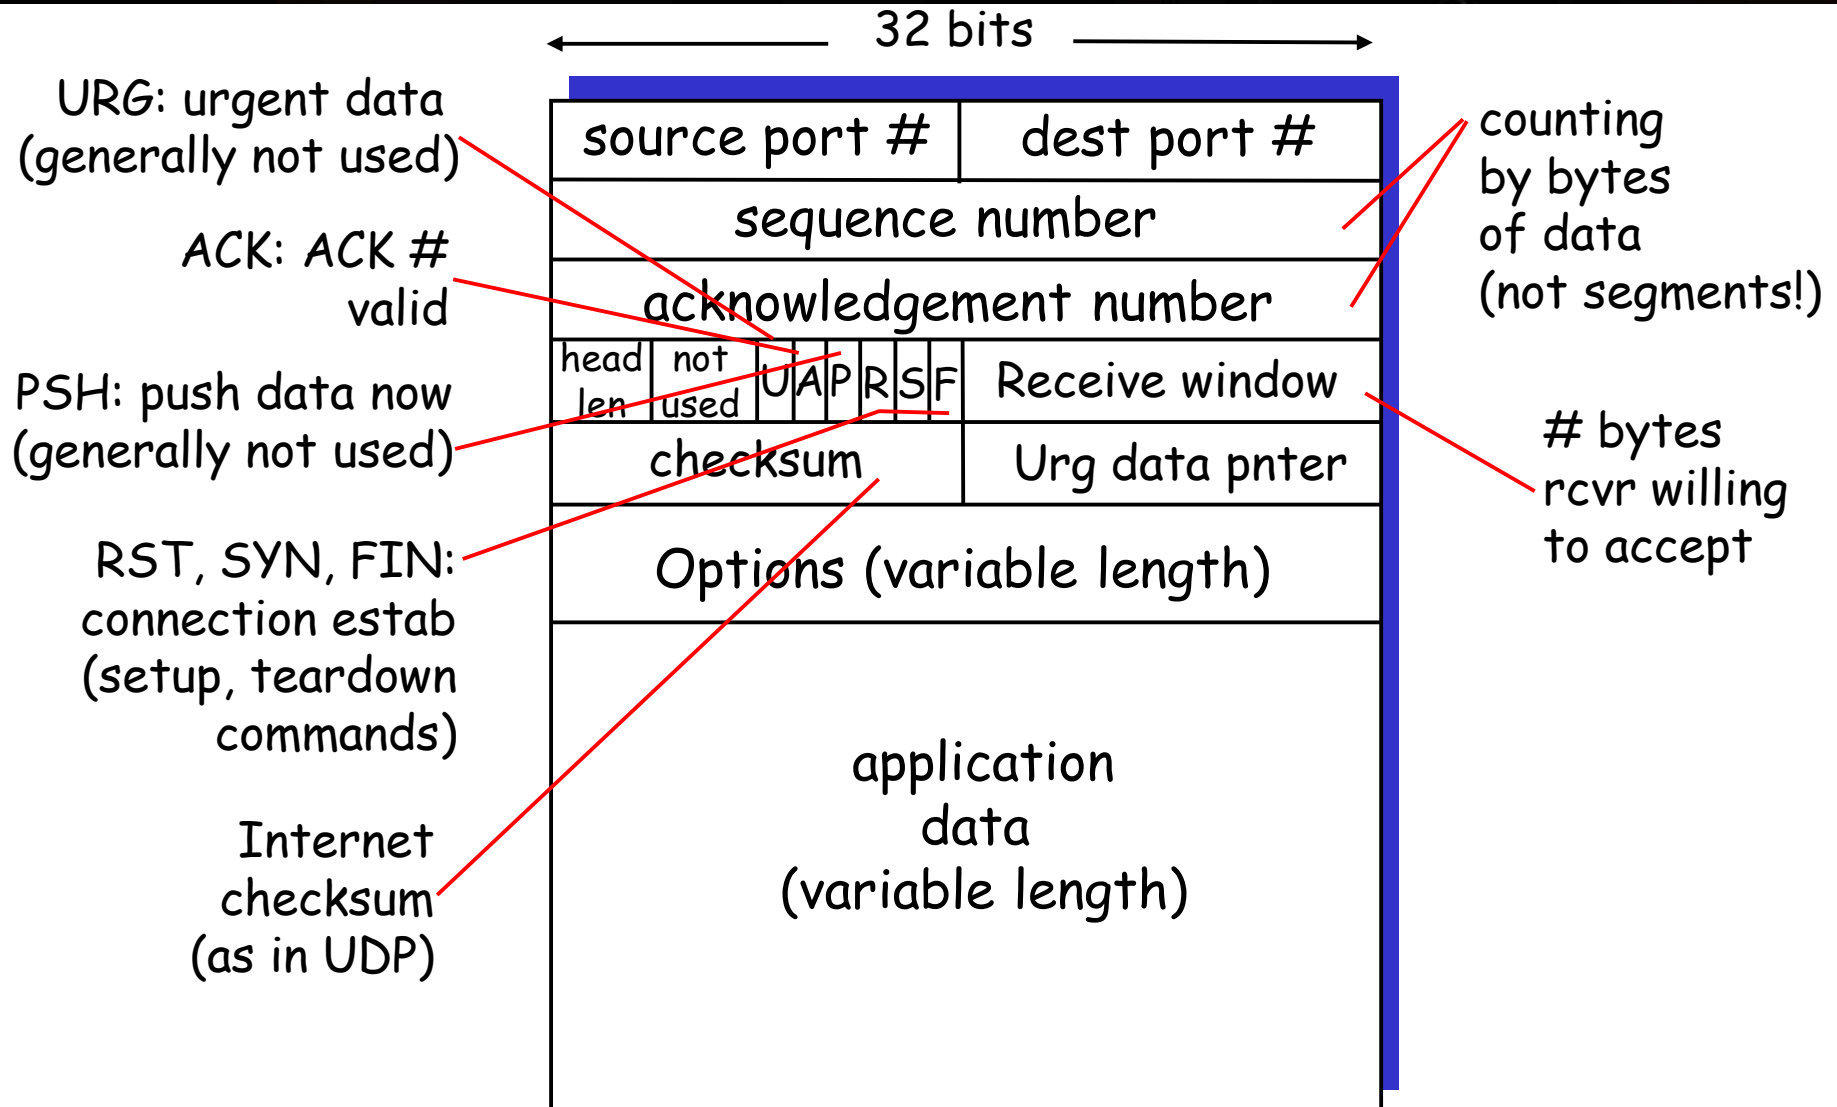 32 bits
URG: urgent data
(generally not used)
ACK: ACK #
valid
PSH: push data now
(generally not used)
RST, SYN, FIN:
connection estab
(setup, teardown
commands)
Internet
checksum
(as in UDP)
source port # dest port #
sequence number
acknowledgement number
head
len
not
used
U A P R S F
Receive window
checksum
Urg data pnter
Options (variable length)
application
data
(variable length)
counting
by bytes
of data
(not segments!)
# bytes
rcvr willing
to accept